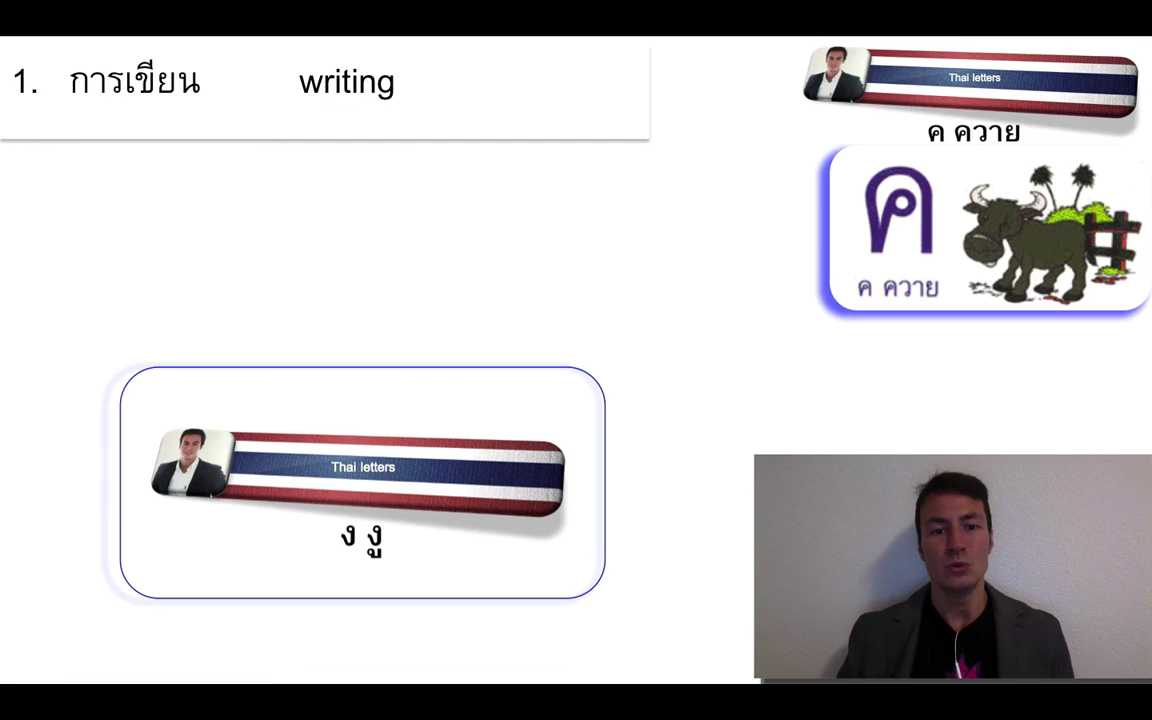 1. การเขียน writing
Thai letters
ค ควาย
ค
ค ควาย
Thai letters
ง งู